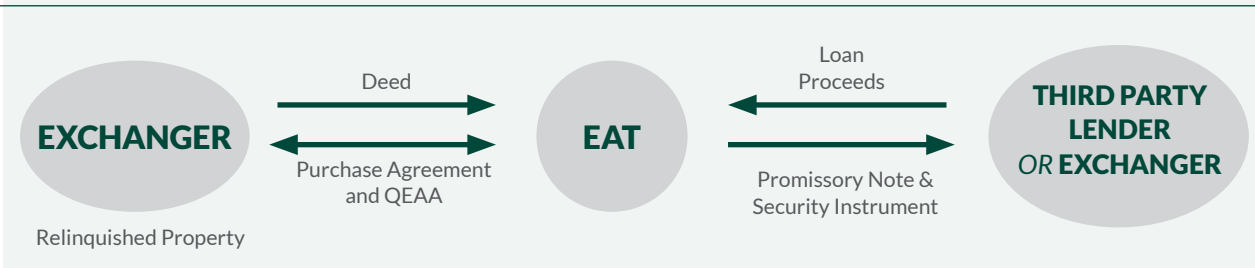 Deed
EXCHANGER
Purchase Agreement
and QEAA
Relinquished Property
EAT
Loan
Proceeds
Promissory Note &
Security Instrument
THIRD PARTY
LENDER
OR EXCHANGER